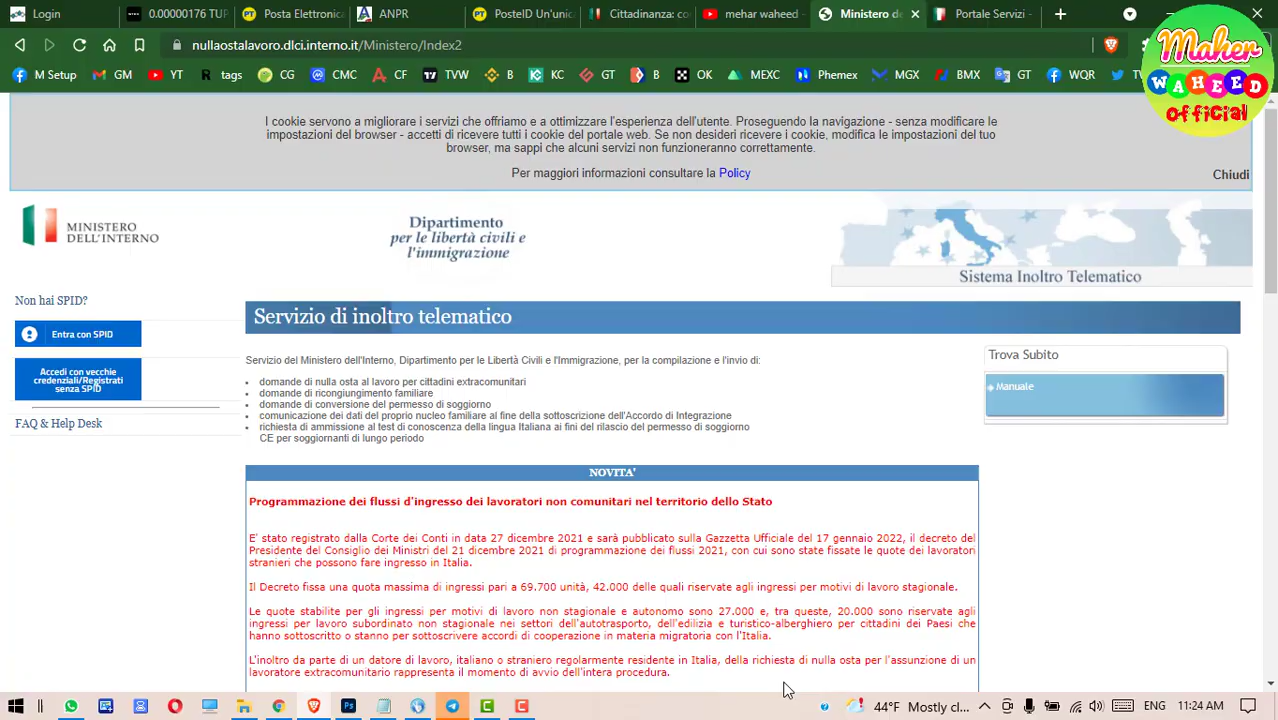 Login
0.00000176 TUP
Posta Elettronica
ANPR
PosteID Un'unica
Cittadinanza: co
mehar waheed -
Ministero de
Portale Servizi -
nullaostalavoro.dlci.interno.it/Ministero/Index2
M Setup GM YT tags CG CMC CF TVW B KC GT B OK MEXC Phemex MGX BMX GT WQR
Maher
WAHEED
official
I cookie servono a migliorare i servizi che offriamo e ad ottimizzare l'esperienza dell'utente. Proseguendo la navigazione - senza modificare le
impostazioni del browser - accetti di ricevere tutti i cookie del portale web. Se non desideri ricevere i cookie, modifica le impostazioni del tuo
browser, ma sappi che alcuni servizi non funzioneranno correttamente.
Per maggiori informazioni consultare la Policy
Chiudi
MINISTERO
DELL'INTERNO
Dipartimento
per le libertà civili e
l'immigrazione
Sistema Inoltro Telematico
Non hai SPID?
Entra con SPID
Accedi con vecchie
credenziali/Registrati
senza SPID
FAQ & Help Desk
Servizio di inoltro telematico
Servizio del Ministero dell'Interno, Dipartimento per le Libertà Civili e l'Immigrazione, per la compilazione e l'invio di:
• domande di nulla osta al lavoro per cittadini extracomunitari
• domande di ricongiungimento familiare
• domande di conversione del permesso di soggiorno
• comunicazione dei dati del proprio nucleo familiare al fine della sottoscrizione dell'Accordo di Integrazione
• richiesta di ammissione al test di conoscenza della lingua Italiana ai fini del rilascio del permesso di soggiorno
CE per soggiornanti di lungo periodo
Trova Subito
Manuale
NOVITA'
Programmazione dei flussi d'ingresso dei lavoratori non comunitari nel territorio dello Stato
E' stato registrato dalla Corte dei Conti in data 27 dicembre 2021 e sarà pubblicato sulla Gazzetta Ufficiale del 17 gennaio 2022, il decreto del
Presidente del Consiglio dei Ministri del 21 dicembre 2021 di programmazione dei flussi 2021, con cui sono state fissate le quote dei lavoratori
stranieri che possono fare ingresso in Italia.
Il Decreto fissa una quota massima di ingressi pari a 69.700 unità, 42.000 delle quali riservate agli ingressi per motivi di lavoro stagionale.
Le quote stabilite per gli ingressi per motivi di lavoro non stagionale e autonomo sono 27.000 e, tra queste, 20.000 sono riservate agli
ingressi per lavoro subordinato non stagionale nei settori dell'autotrasporto, dell'edilizia e turistico-alberghiero per cittadini dei Paesi che
hanno sottoscritto o stanno per sottoscrivere accordi di cooperazione in materia migratoria con l'Italia.
L'inoltro da parte di un datore di lavoro, italiano o straniero regolarmente residente in Italia, della richiesta di nulla osta per l'assunzione di un
lavoratore extracomunitario rappresenta il momento di avvio dell'intera procedura.
44°F Mostly cl...
11:24 AM